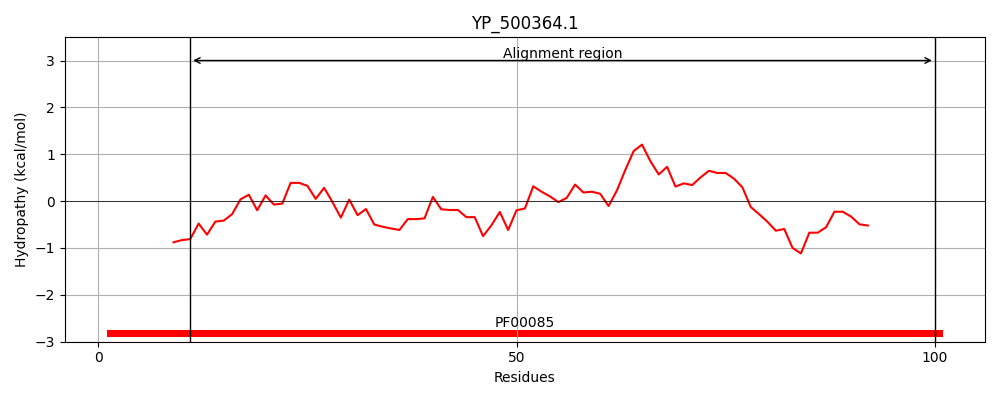 YP_500364.1
Alignment region
Hydropathy (kcal/mol)
3
2
1
0
−1
−2
−3
PF00085
0
50
100
Residues